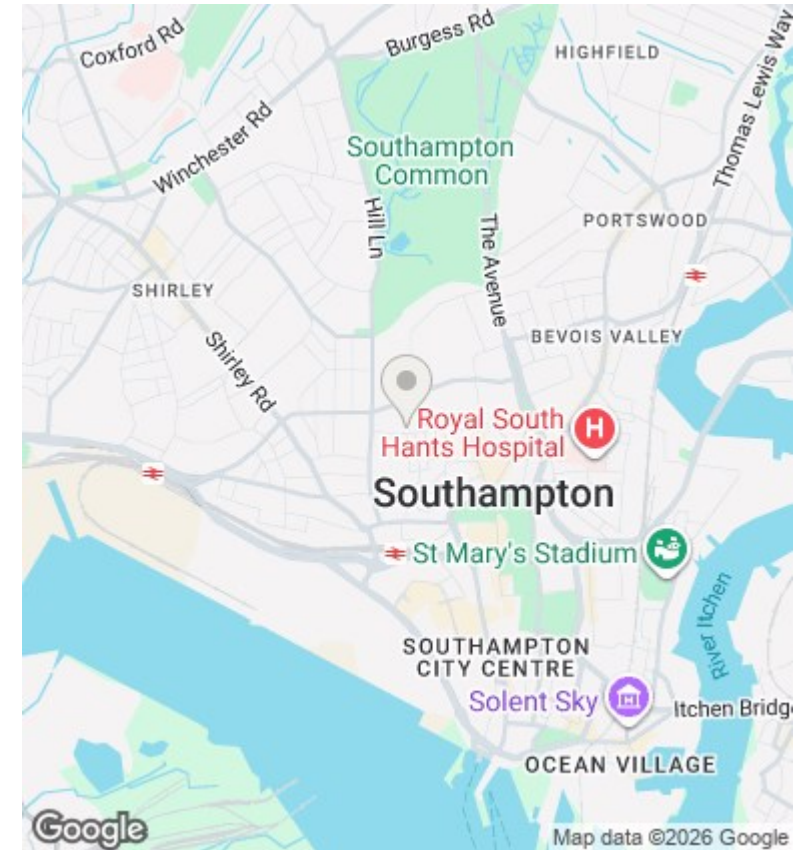 Coxford Rd
Burgess Rd
HIGHFIELD
Thomas Lewis Way
Winchester Rd
Southampton
Common
Hill Ln
The Avenue
PORTSWOOD
SHIRLEY
Shirley Rd
BEVOIS VALLEY
Royal South
Hants Hospital
H
Southampton
St Mary's Stadium
River Itchen
SOUTHAMPTON
CITY CENTRE
Solent Sky
Itchen Bridge
OCEAN VILLAGE
Google
Map data ©2026 Google